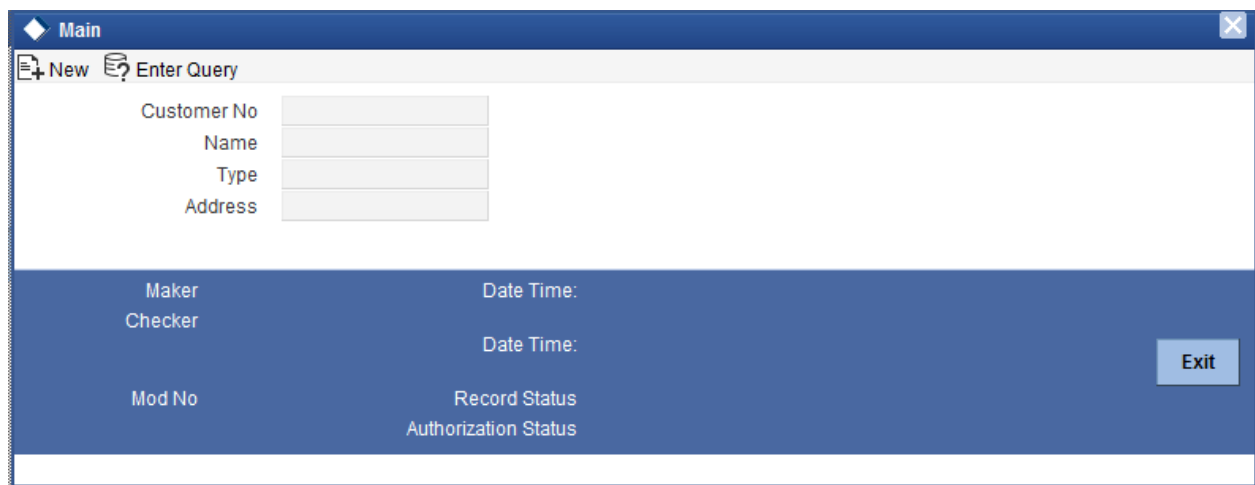 Main
New Enter Query
Customer No
Name
Type
Address
Maker Date Time:
Checker
Date Time:
Exit
Mod No Record Status
Authorization Status